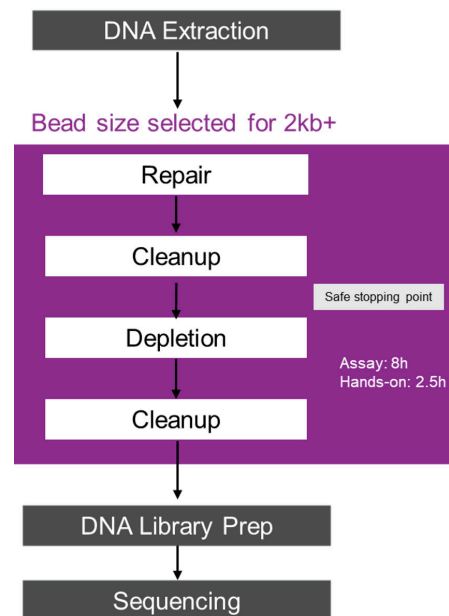 DNA Extraction
Bead size selected for 2kb+
Repair
Cleanup
Safe stopping point
Depletion
Assay: 8h
Hands-on: 2.5h
Cleanup
DNA Library Prep
Sequencing